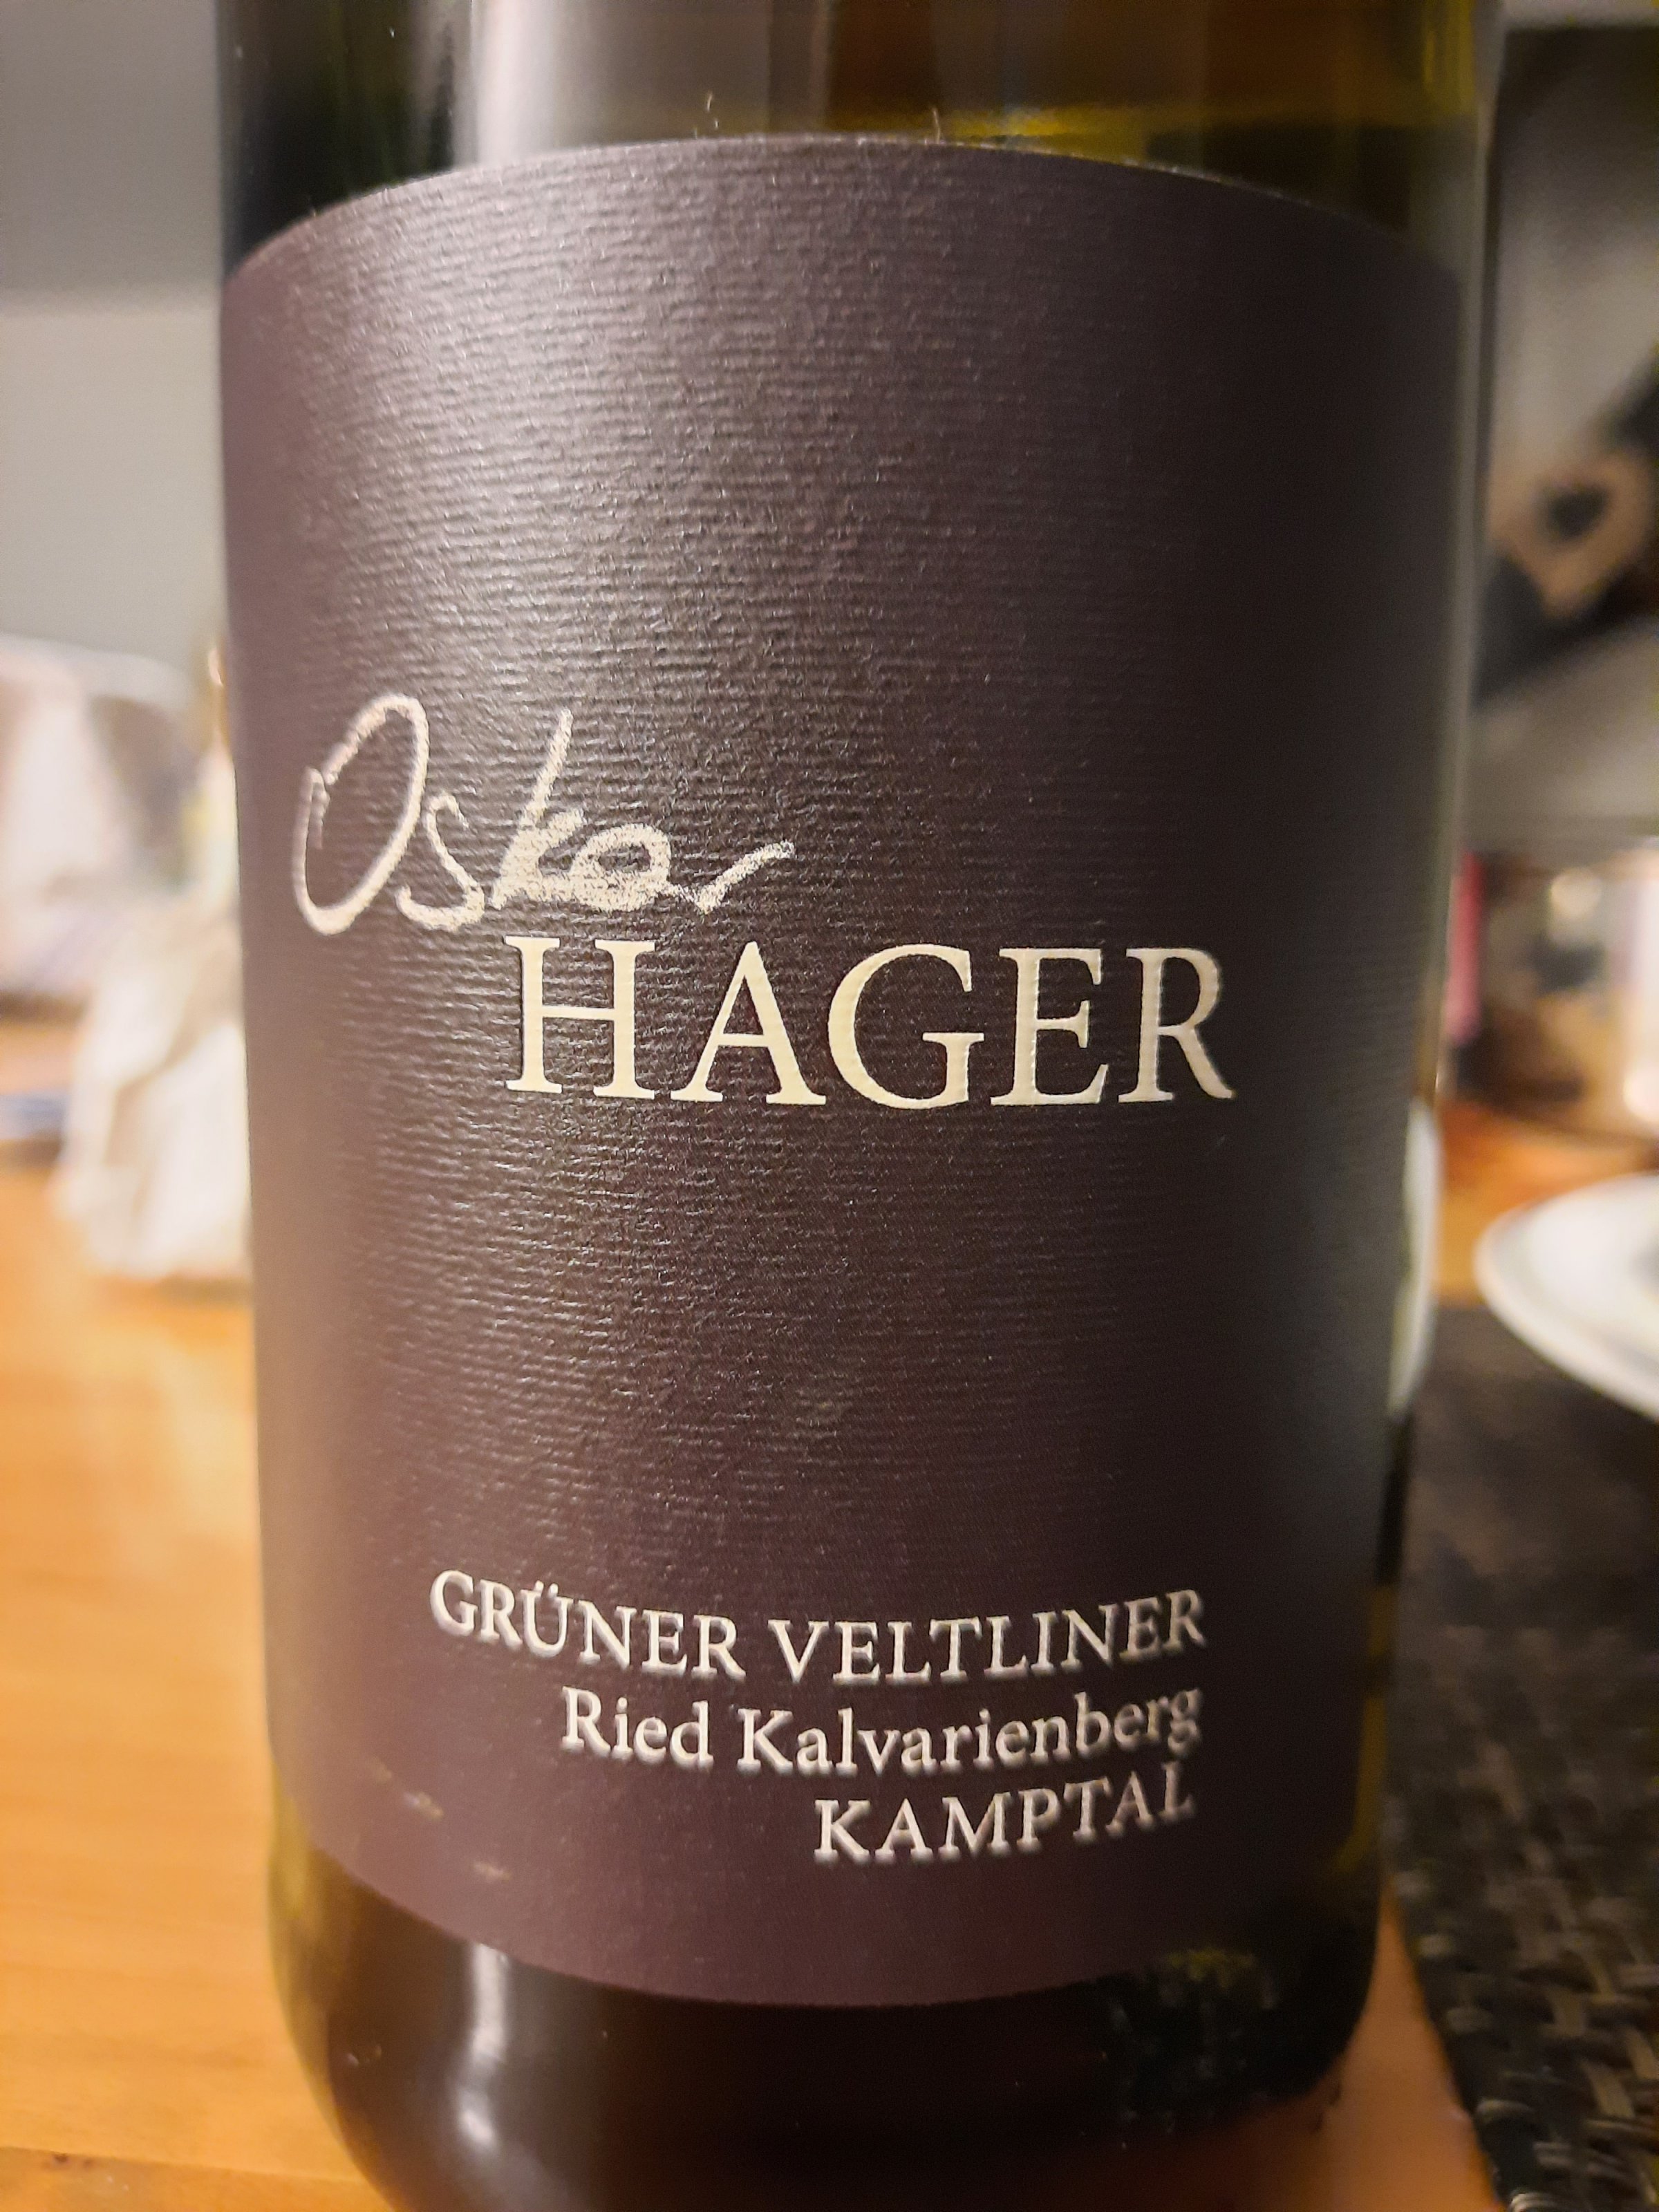 Oskar
HAGER
GRÜNER VELTLINER
Ried Kalvarienberg
KAMPTAL